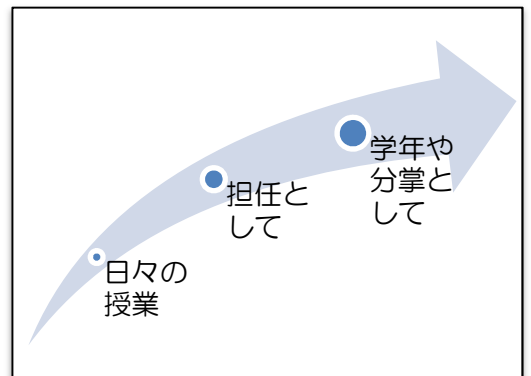 日々の
授業
担任と
して
学年や
分掌と
して